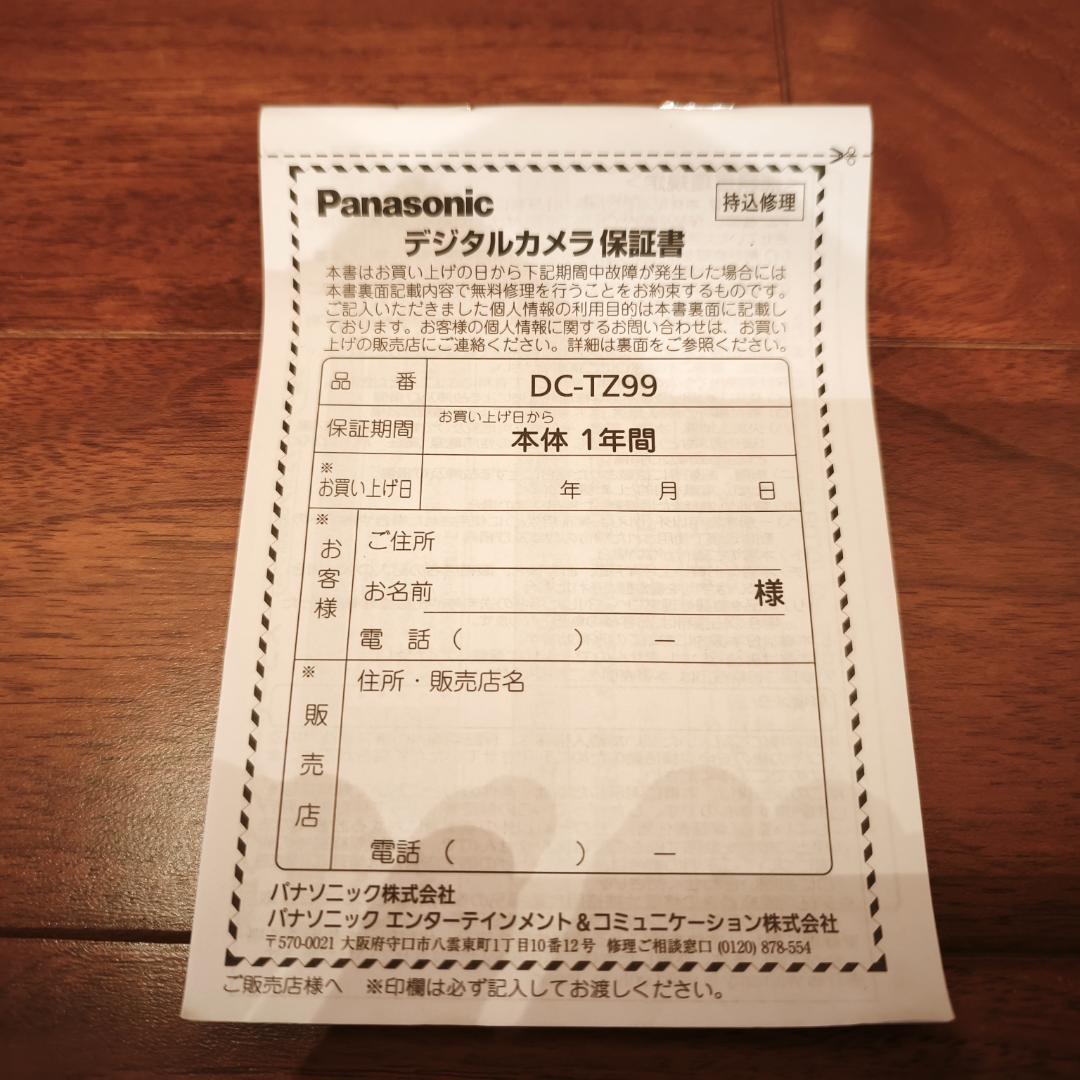 Panasonic
持込修理
デジタルカメラ保証書
本書はお買い上げの日から下記期間中故障が発生した場合には
本書裏面記載内容で無料修理を行うことをお約束するものです。
ご記入いただきました個人情報の利用目的は本書裏面に記載し
ております。お客様の個人情報に関するお問い合わせは、お買い
上げの販売店にご連絡ください。詳細は裏面をご参照ください。
品番 DC-TZ99
保証期間 お買い上げ日から
本体 1年間
※
お買い上げ日 年 月 日
※
お客様
ご住所
お名前 様
電話 ( ) ー
※
販売店
住所・販売店名
電話 ( ) ー
パナソニック株式会社
パナソニック エンターテインメント&コミュニケーション株式会社
〒570-0021 大阪府守口市八雲東町1丁目10番12号 修理ご相談窓口 (0120) 878-554
ご販売店様へ ※印欄は必ず記入してお渡しください。